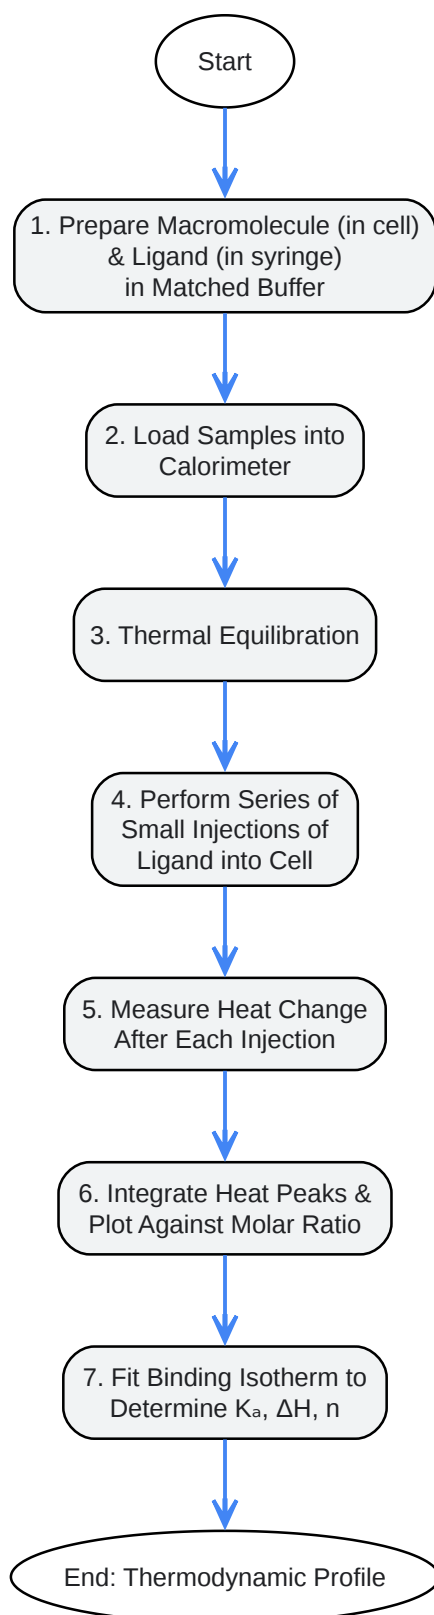 Start
1. Prepare Macromolecule (in cell)
& Ligand (in syringe)
in Matched Buffer
2. Load Samples into
Calorimeter
3. Thermal Equilibration
4. Perform Series of
Small Injections of
Ligand into Cell
5. Measure Heat Change
After Each Injection
6. Integrate Heat Peaks &
Plot Against Molar Ratio
7. Fit Binding Isotherm to
Determine Kₐ, ΔH, n
End: Thermodynamic Profile